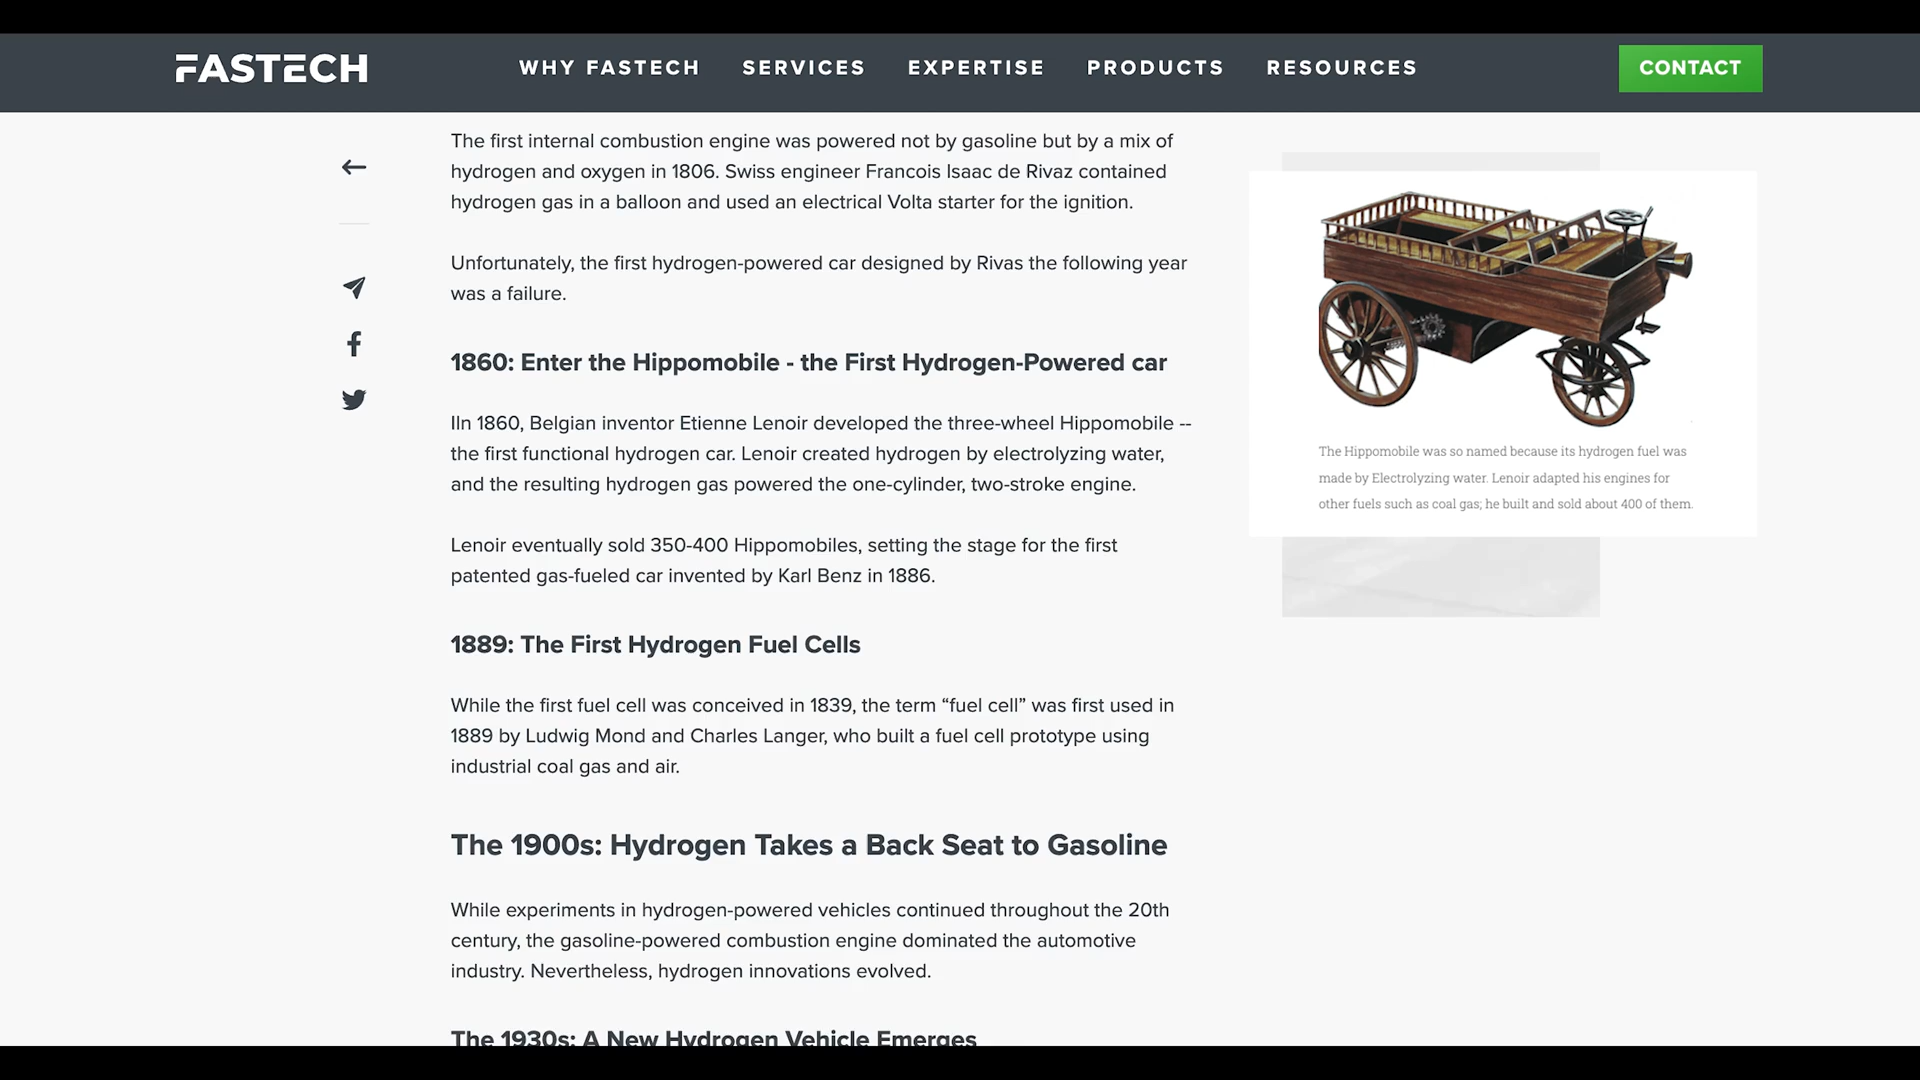 FASTECH
WHY FASTECH SERVICES EXPERTISE PRODUCTS RESOURCES
CONTACT
The first internal combustion engine was powered not by gasoline but by a mix of
hydrogen and oxygen in 1806. Swiss engineer Francois Isaac de Rivaz contained
hydrogen gas in a balloon and used an electrical Volta starter for the ignition.
Unfortunately, the first hydrogen-powered car designed by Rivas the following year
was a failure.
1860: Enter the Hippomobile - the First Hydrogen-Powered car
IIn 1860, Belgian inventor Etienne Lenoir developed the three-wheel Hippomobile --
the first functional hydrogen car. Lenoir created hydrogen by electrolyzing water,
and the resulting hydrogen gas powered the one-cylinder, two-stroke engine.
Lenoir eventually sold 350-400 Hippomobiles, setting the stage for the first
patented gas-fueled car invented by Karl Benz in 1886.
1889: The First Hydrogen Fuel Cells
While the first fuel cell was conceived in 1839, the term “fuel cell” was first used in
1889 by Ludwig Mond and Charles Langer, who built a fuel cell prototype using
industrial coal gas and air.
The 1900s: Hydrogen Takes a Back Seat to Gasoline
While experiments in hydrogen-powered vehicles continued throughout the 20th
century, the gasoline-powered combustion engine dominated the automotive
industry. Nevertheless, hydrogen innovations evolved.
The 1930s: A New Hydrogen Vehicle Emerges
The Hippomobile was so named because its hydrogen fuel was
made by Electrolyzing water. Lenoir adapted his engines for
other fuels such as coal gas; he built and sold about 400 of them.